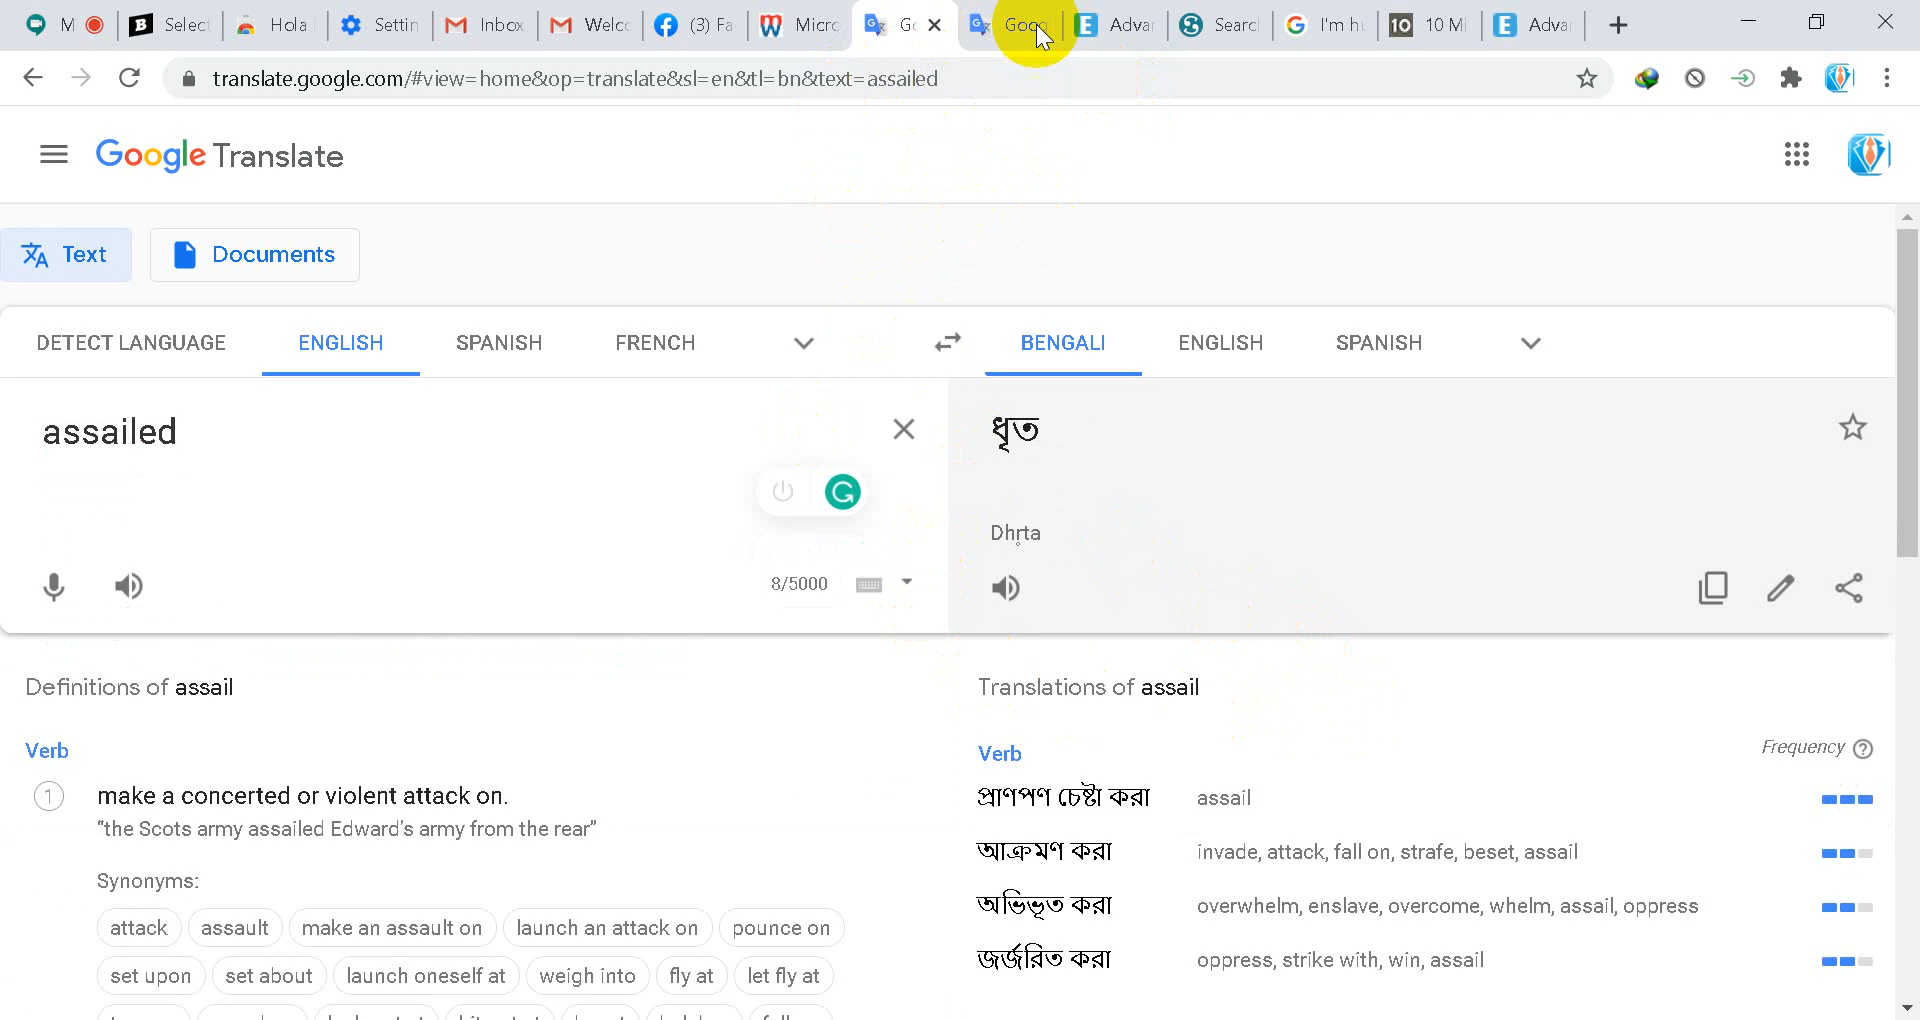 M Selec Hola Settin Inbox Welc (3) Fa Micro Go Goog Advar Searc I'm hu 10 Mi Advar
translate.google.com/#view=home&op=translate&sl=en&tl=bn&text=assailed
Google Translate
Text Documents
DETECT LANGUAGE ENGLISH SPANISH FRENCH BENGALI ENGLISH SPANISH
assailed ধৃত
Dhr̥ta
8/5000
Definitions of assail Translations of assail
Verb Verb Frequency
1 make a concerted or violent attack on. প্রাণপণ চেষ্টা করা assail
"the Scots army assailed Edward's army from the rear"
আক্রমণ করা invade, attack, fall on, strafe, beset, assail
Synonyms:
অভিভূত করা overwhelm, enslave, overcome, whelm, assail, oppress
attack assault make an assault on launch an attack on pounce on
জর্জরিত করা oppress, strike with, win, assail
set upon set about launch oneself at weigh into fly at let fly at